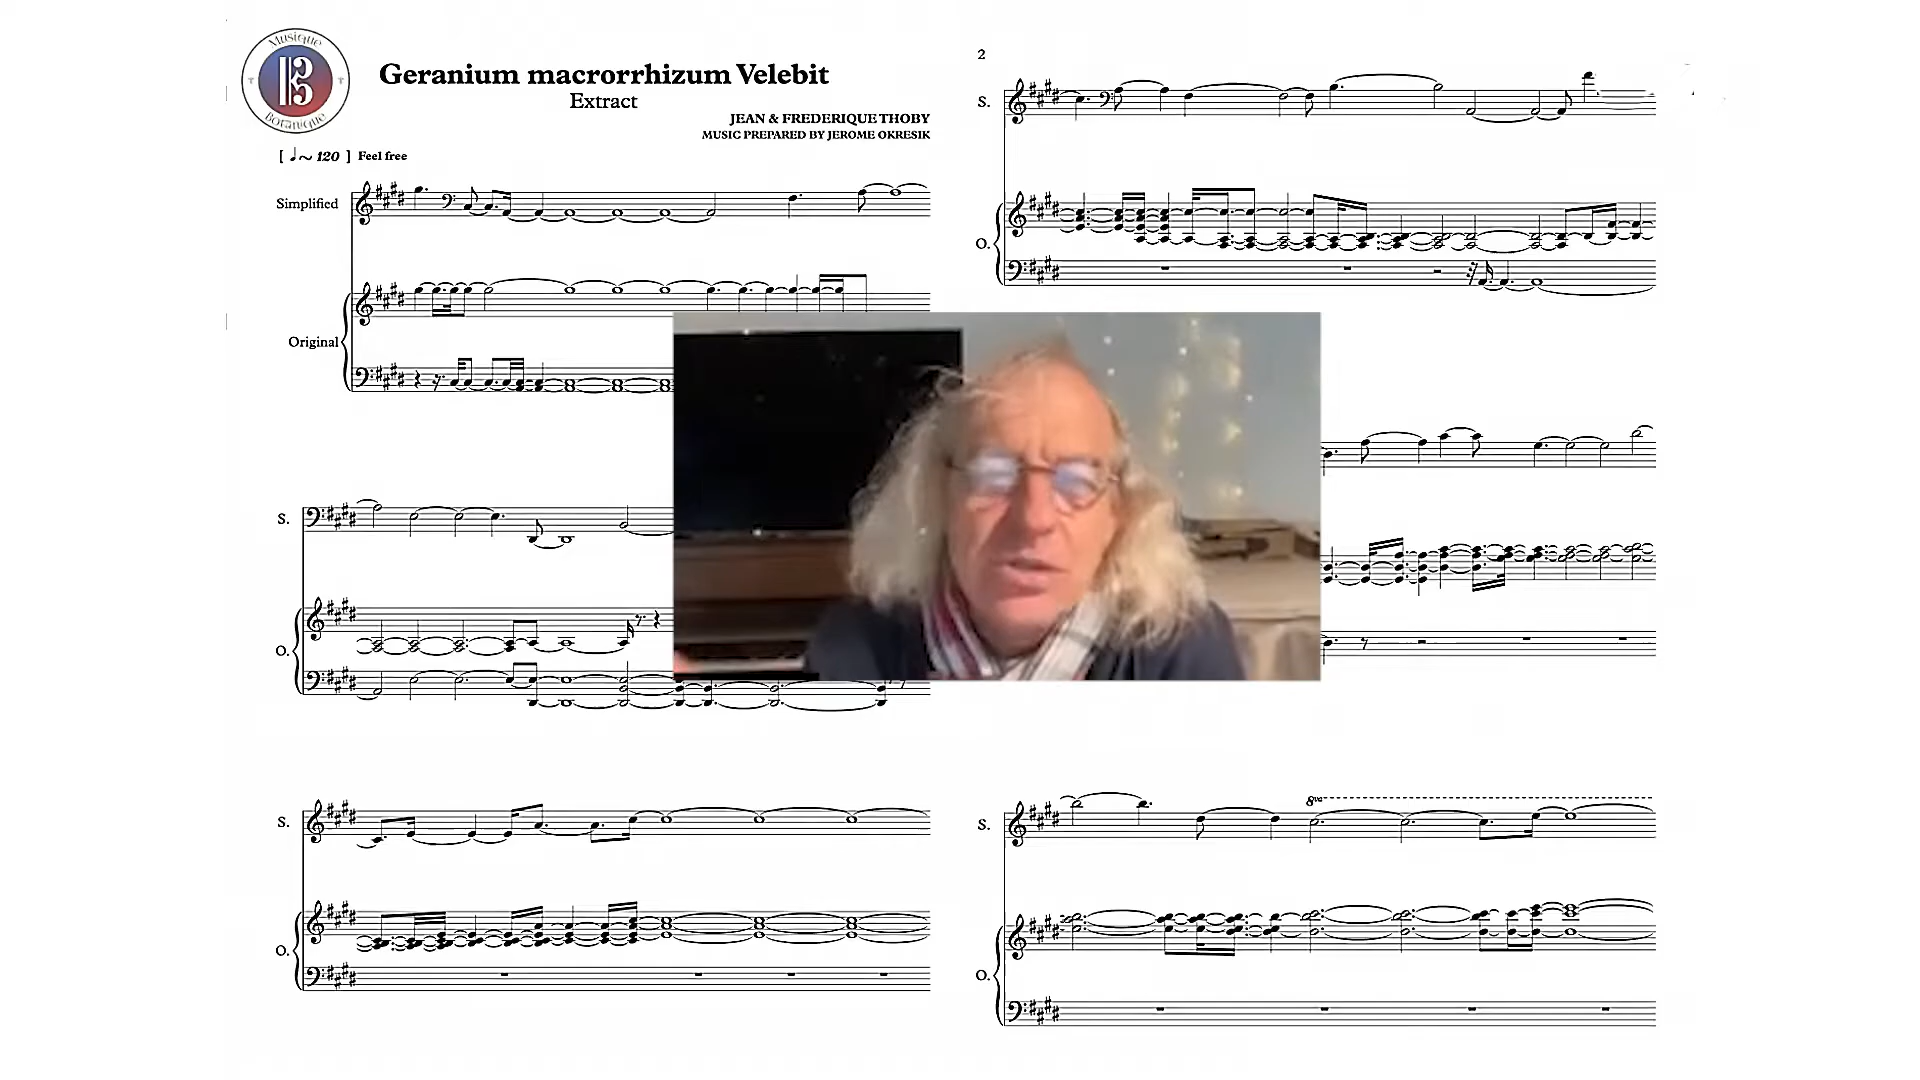 Musique
Botanique
T T
Geranium macrorrhizum Velebit
Extract
JEAN & FREDERIQUE THOBY
MUSIC PREPARED BY JEROME OKRESIK
[ ♩~ 120 ] Feel free
Simplified
Original
S.
O.
S.
O.
2
S.
O.
S.
O.
8va